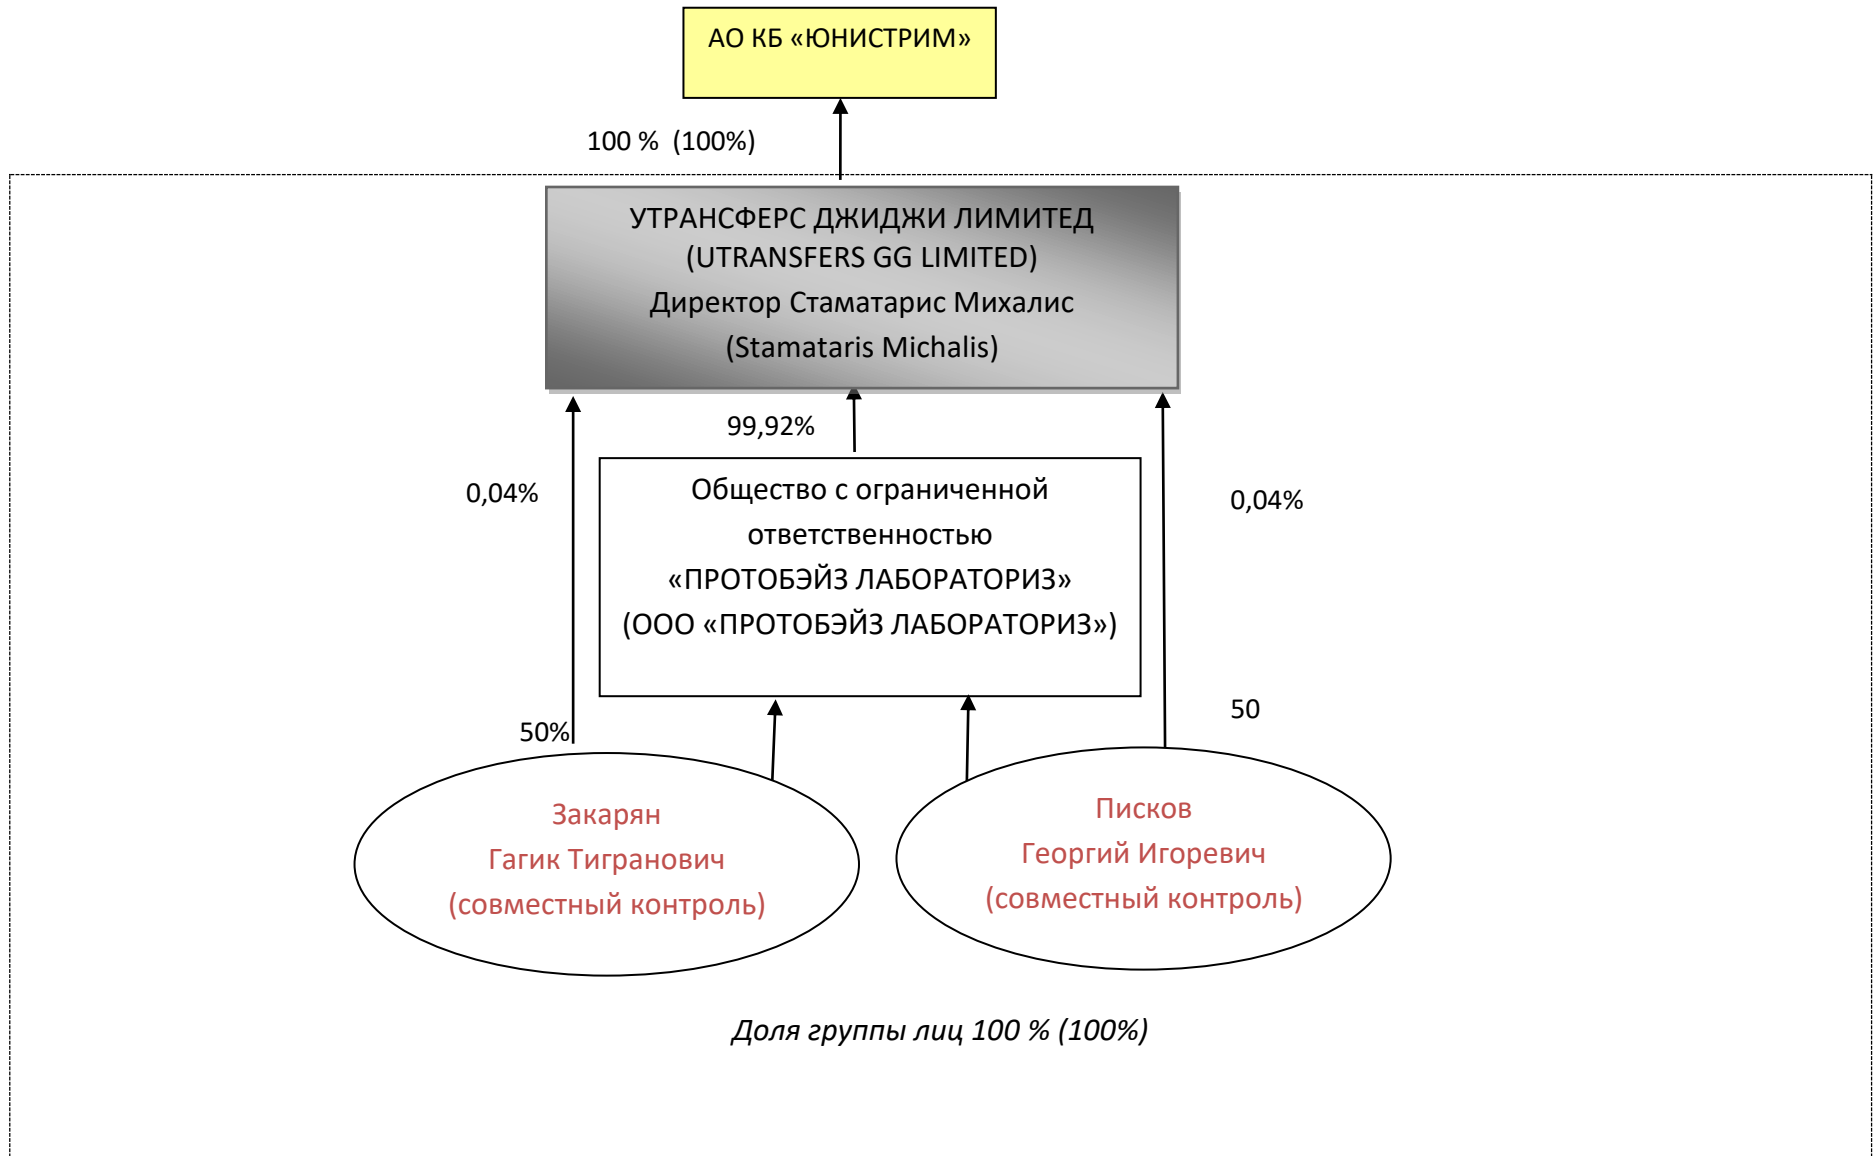 АО КБ «ЮНИСТРИМ»
100 % (100%)
УТРАНСФЕРС ДЖИДЖИ ЛИМИТЕД
(UTRANSFERS GG LIMITED)
Директор Стаматарис Михалис
(Stamataris Michalis)
99,92%
0,04%
0,04%
Общество с ограниченной
ответственностью
«ПРОТОБЭЙЗ ЛАБОРАТОРИЗ»
(ООО «ПРОТОБЭЙЗ ЛАБОРАТОРИЗ»)
50%
50
Закарян
Гагик Тигранович
(совместный контроль)
Писков
Георгий Игоревич
(совместный контроль)
Доля группы лиц 100 % (100%)